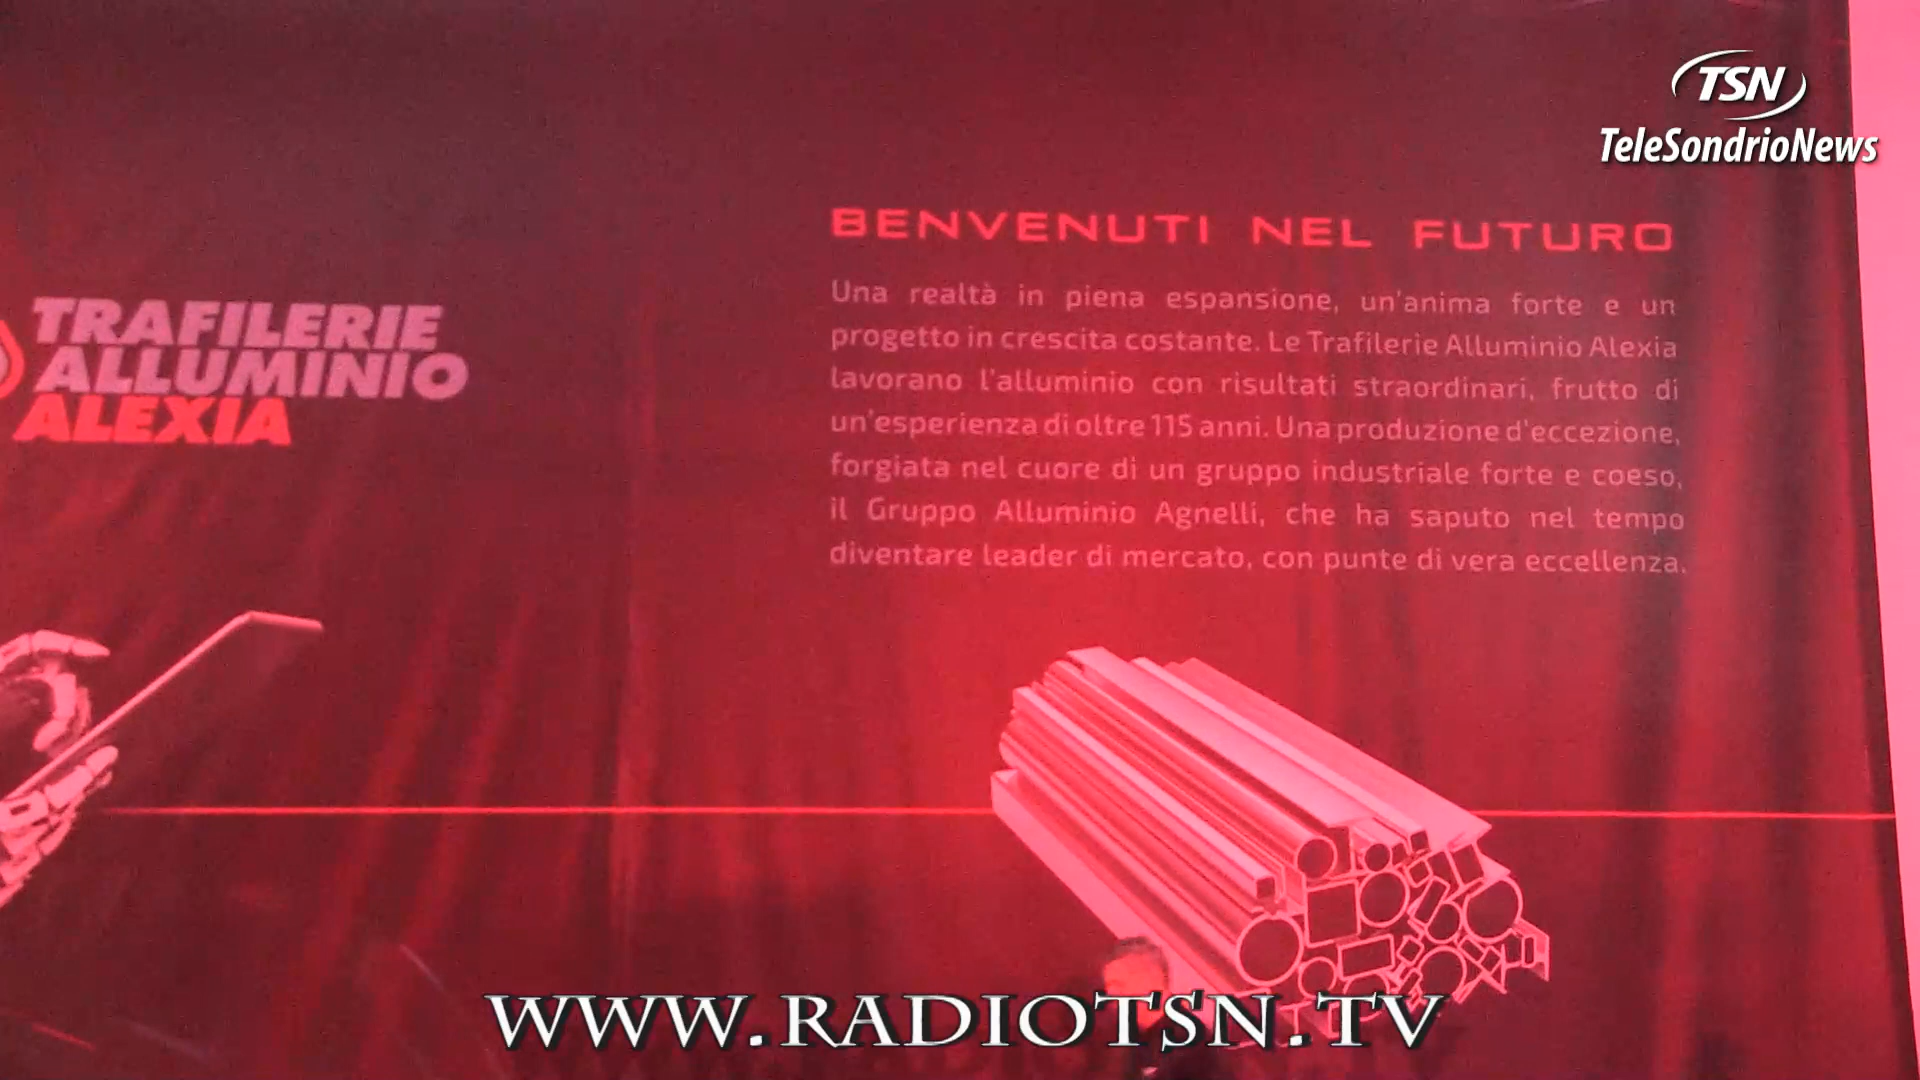 TSN
TeleSondrioNews
TRAFILERIE
ALLUMINIO
ALEXIA
BENVENUTI NEL FUTURO
Una realtà in piena espansione, un'anima forte e un
progetto in crescita costante. Le Trafilerie Alluminio Alexia
lavorano l'alluminio con risultati straordinari, frutto di
un'esperienza di oltre 115 anni. Una produzione d'eccezione,
forgiata nel cuore di un gruppo industriale forte e coeso,
il Gruppo Alluminio Agnelli, che ha saputo nel tempo
diventare leader di mercato, con punte di vera eccellenza.
WWW.RADIOTSN.TV